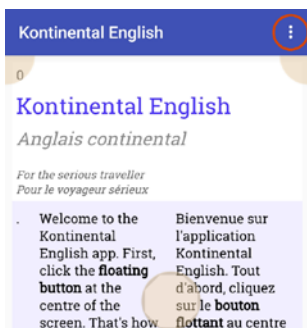 Kontinental English
0
Kontinental English
Anglais continental
For the serious traveller
Pour le voyageur sérieux
. Welcome to the
Kontinental
English app. First,
click the floating
button at the
centre of the
screen. That's how
Bienvenue sur
l'application
Kontinental
English. Tout
d'abord, cliquez
sur le bouton
flottant au centre